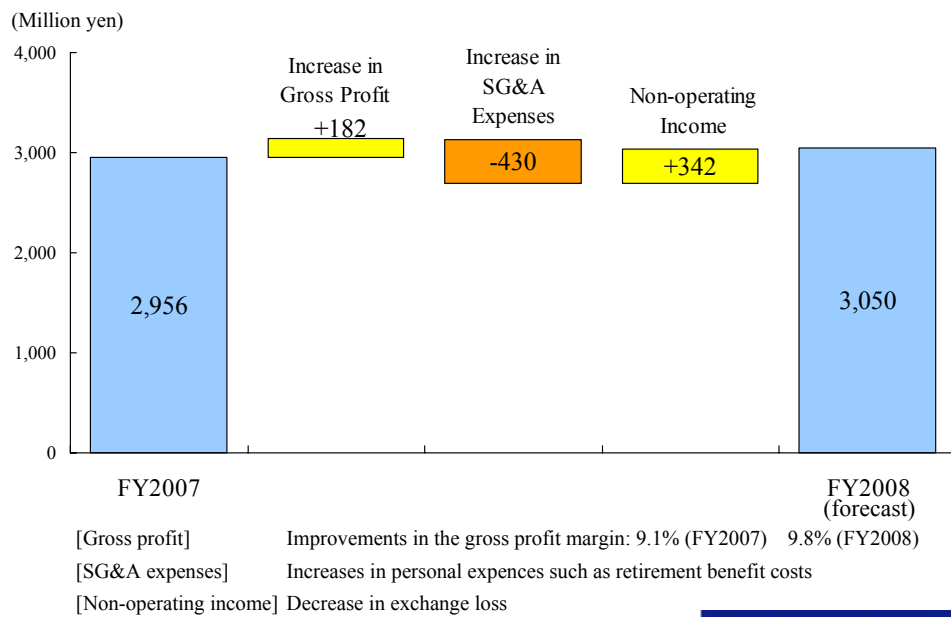 (Million yen)
4,000
3,000
2,000
1,000
0
Increase in
Gross Profit
+182
Increase in
SG&A
Expenses
-430
Non-operating
Income
+342
2,956
3,050
FY2007
FY2008
(forecast)
[Gross profit] Improvements in the gross profit margin: 9.1% (FY2007) 9.8% (FY2008)
[SG&A expenses] Increases in personal expences such as retirement benefit costs
[Non-operating income] Decrease in exchange loss